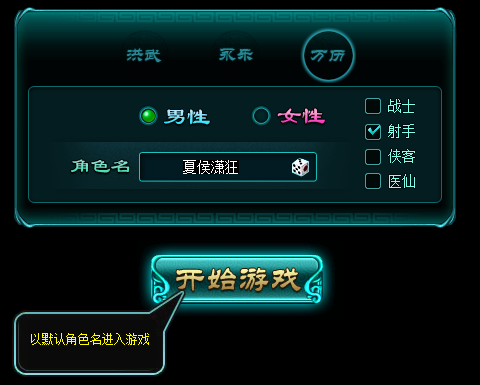 洪武 永乐 万历
男性 女性
战士
射手
侠客
医仙
角色名 夏侯潇狂
开始游戏
以默认角色名进入游戏